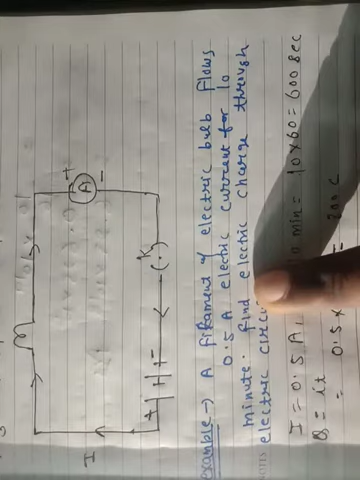 I
A
+
-
K
+
-
example → A filament of electric bulb flows
0.5 A electric current for 10
minute. Find electric charge through
electric
I = 0.5 A, min = 10 x 60 = 600 sec
Q = it
= 0.5 x = 300 C